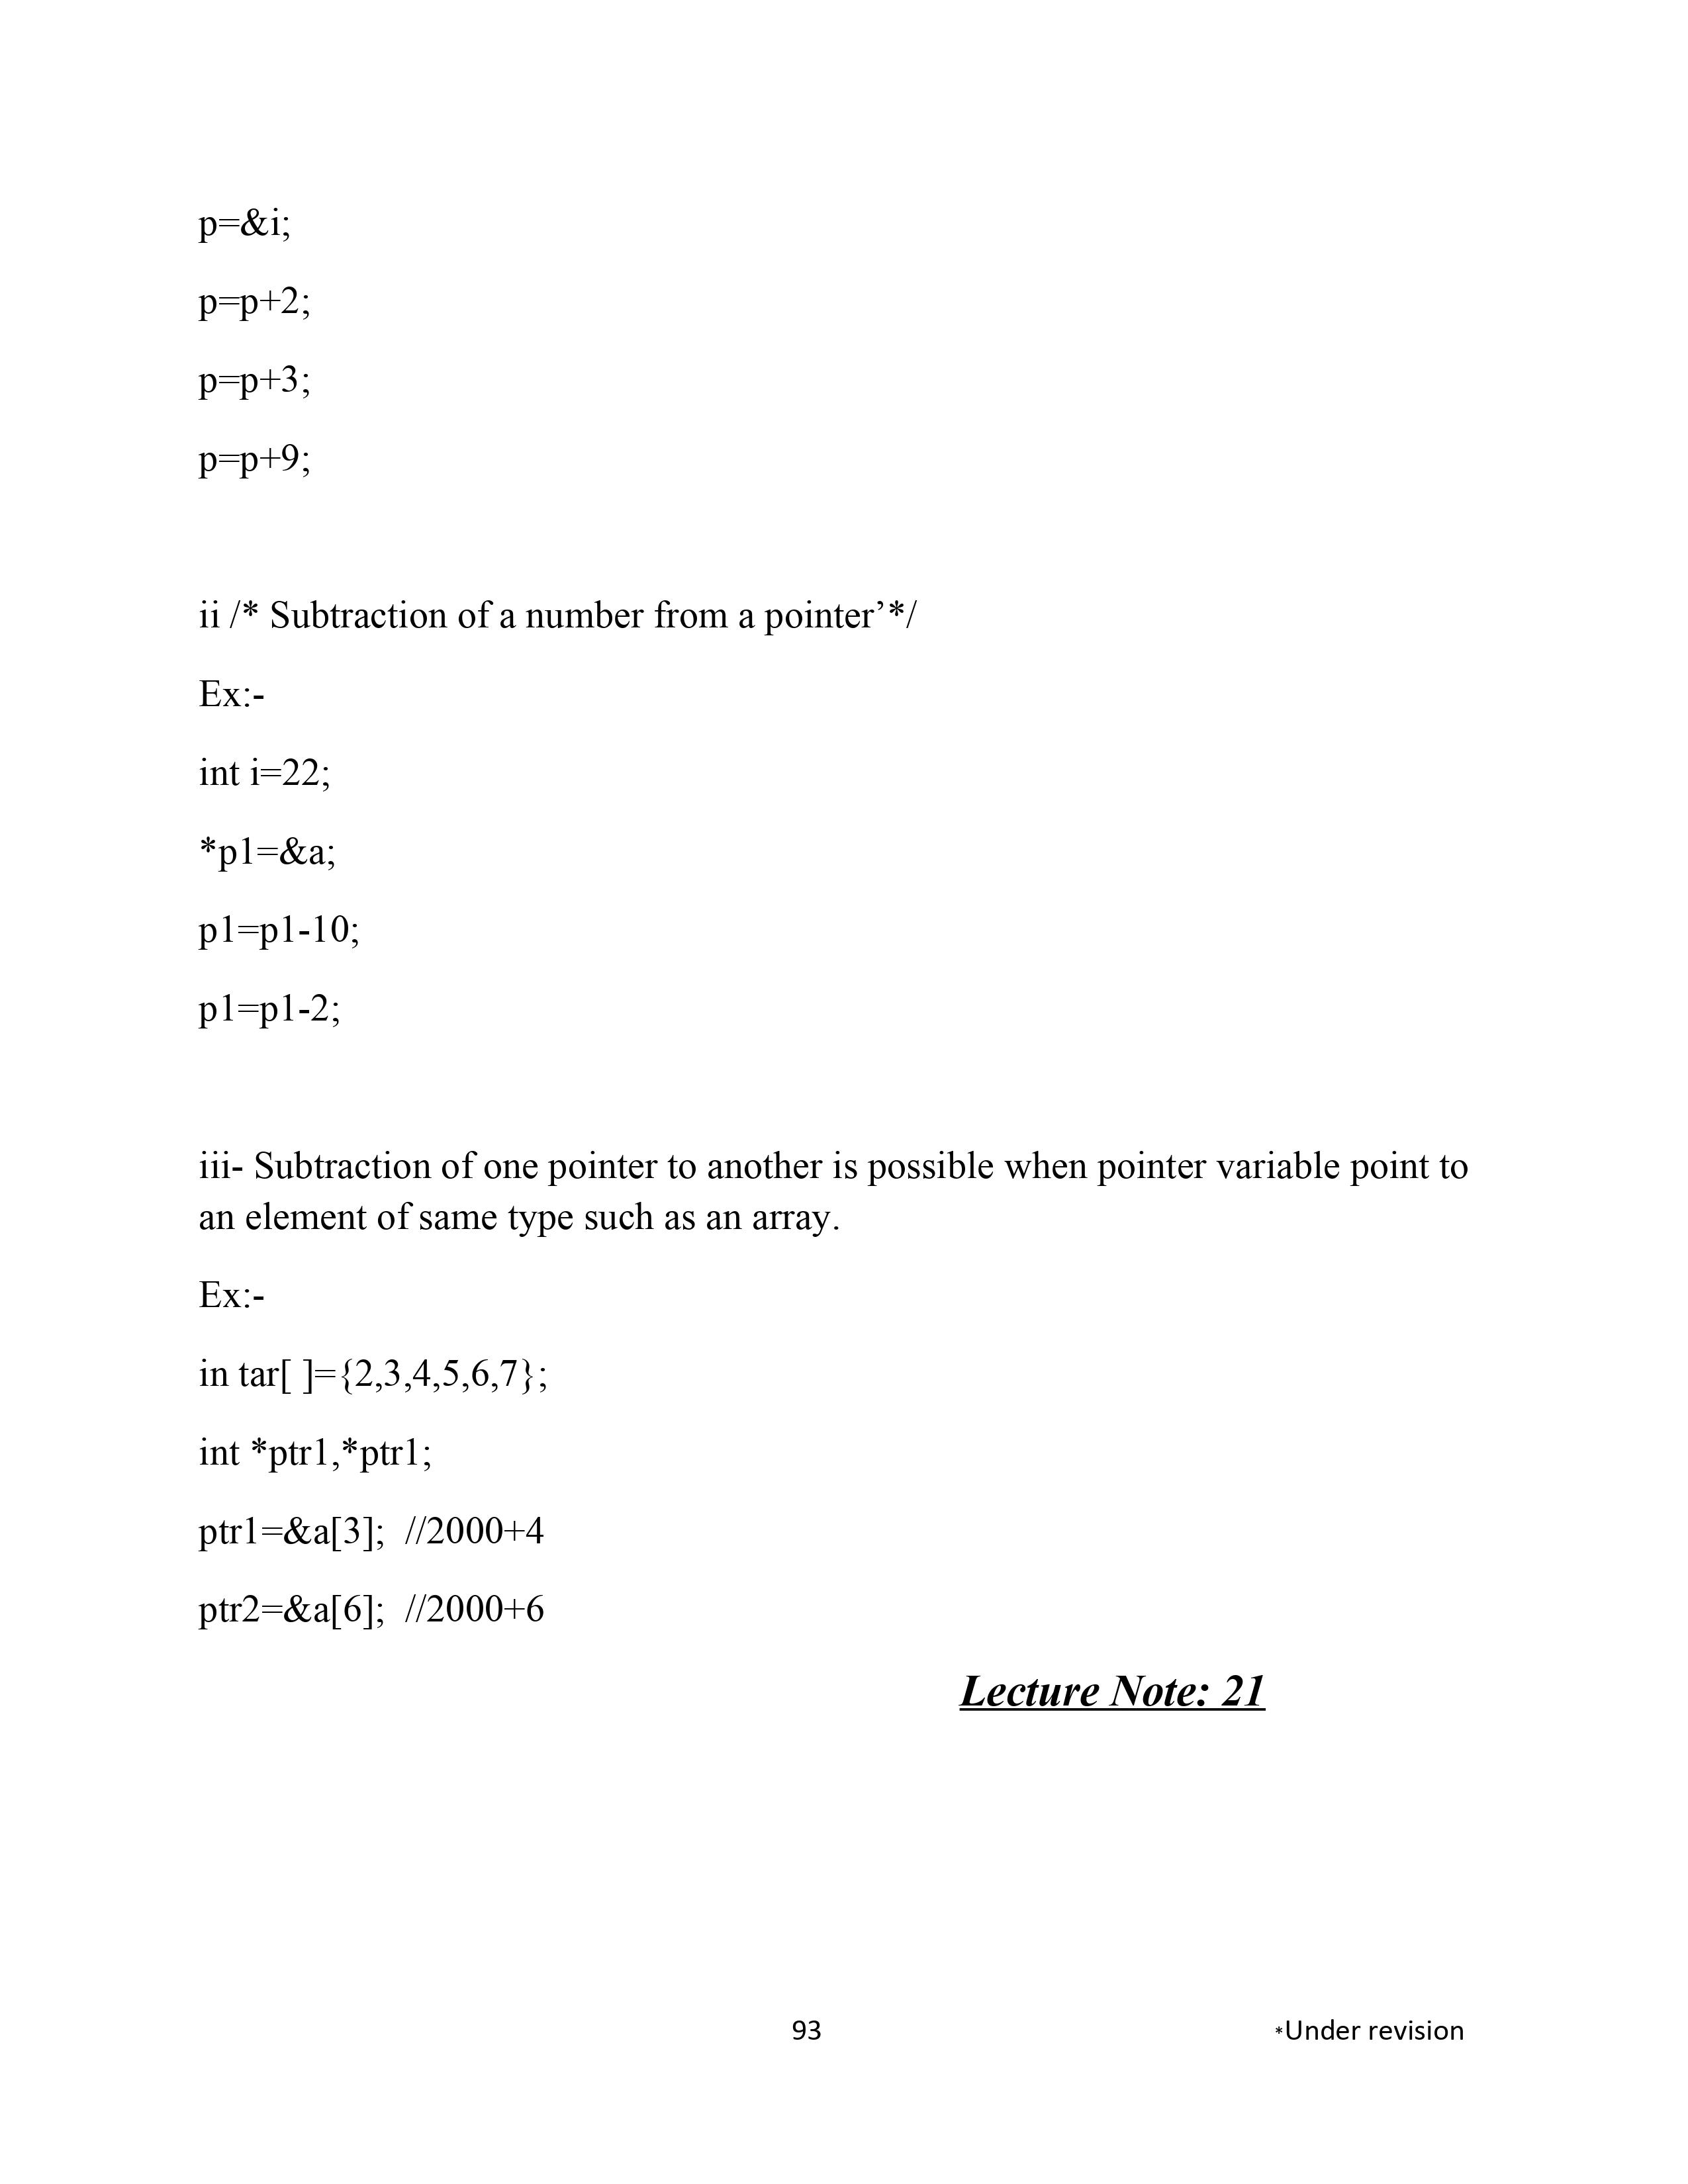 p=&i;
p=p+2;
p=p+3;
p=p+9;
ii /* Subtraction of a number from a pointer’*/
Ex:-
int i=22;
*p1=&a;
p1=p1-10;
p1=p1-2;
iii- Subtraction of one pointer to another is possible when pointer variable point to
an element of same type such as an array.
Ex:-
in tar[ ]={2,3,4,5,6,7};
int *ptr1,*ptr1;
ptr1=&a[3];  //2000+4
ptr2=&a[6];  //2000+6
Lecture Note: 21
93
*Under revision